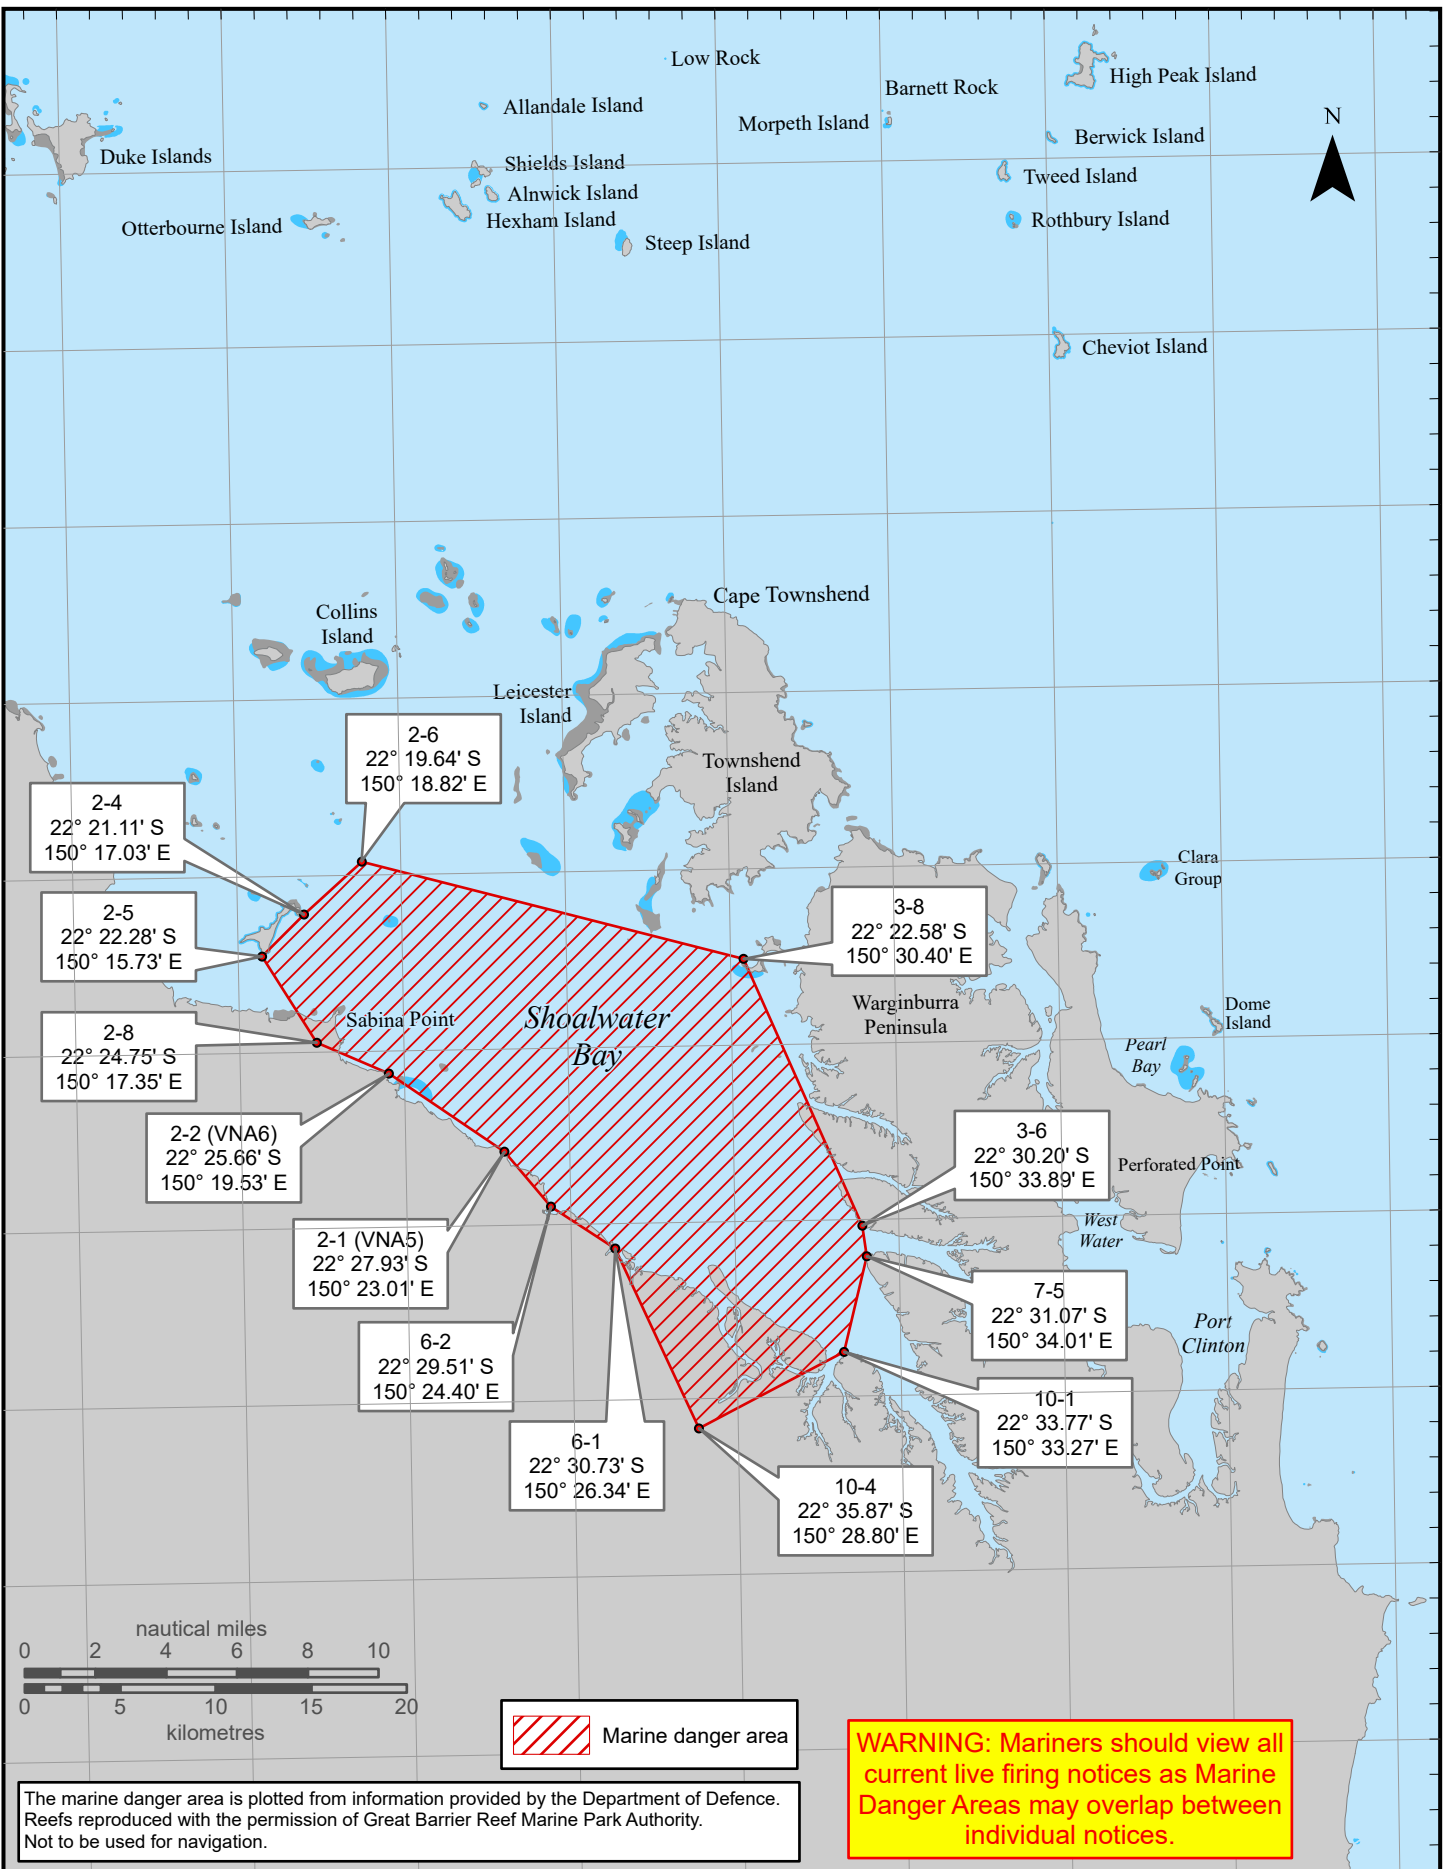 Low Rock
High Peak Island
Barnett Rock
Allandale Island
Morpeth Island
N
Berwick Island
Duke Islands
Shields Island
Tweed Island
Alnwick Island
Hexham Island
Rothbury Island
Otterbourne Island
Steep Island
Cheviot Island
Cape Townshend
Collins
Island
Leicester
Island
Townshend
Island
2-6
22° 19.64' S
150° 18.82' E
2-4
22° 21.11' S
150° 17.03' E
Clara
Group
2-5
22° 22.28' S
150° 15.73' E
3-8
22° 22.58' S
150° 30.40' E
Warginburra
Peninsula
Dome
Island
Sabina Point
Shoalwater
Bay
Pearl
Bay
2-8
22° 24.75' S
150° 17.35' E
2-2 (VNA6)
22° 25.66' S
150° 19.53' E
3-6
22° 30.20' S
150° 33.89' E
Perforated Point
West
Water
2-1 (VNA5)
22° 27.93' S
150° 23.01' E
7-5
22° 31.07' S
150° 34.01' E
Port
Clinton
6-2
22° 29.51' S
150° 24.40' E
10-1
22° 33.77' S
150° 33.27' E
6-1
22° 30.73' S
150° 26.34' E
10-4
22° 35.87' S
150° 28.80' E
nautical miles
0 2 4 6 8 10
0 5 10 15 20
kilometres
Marine danger area
WARNING: Mariners should view all
current live firing notices as Marine
Danger Areas may overlap between
individual notices.
The marine danger area is plotted from information provided by the Department of Defence.
Reefs reproduced with the permission of Great Barrier Reef Marine Park Authority.
Not to be used for navigation.